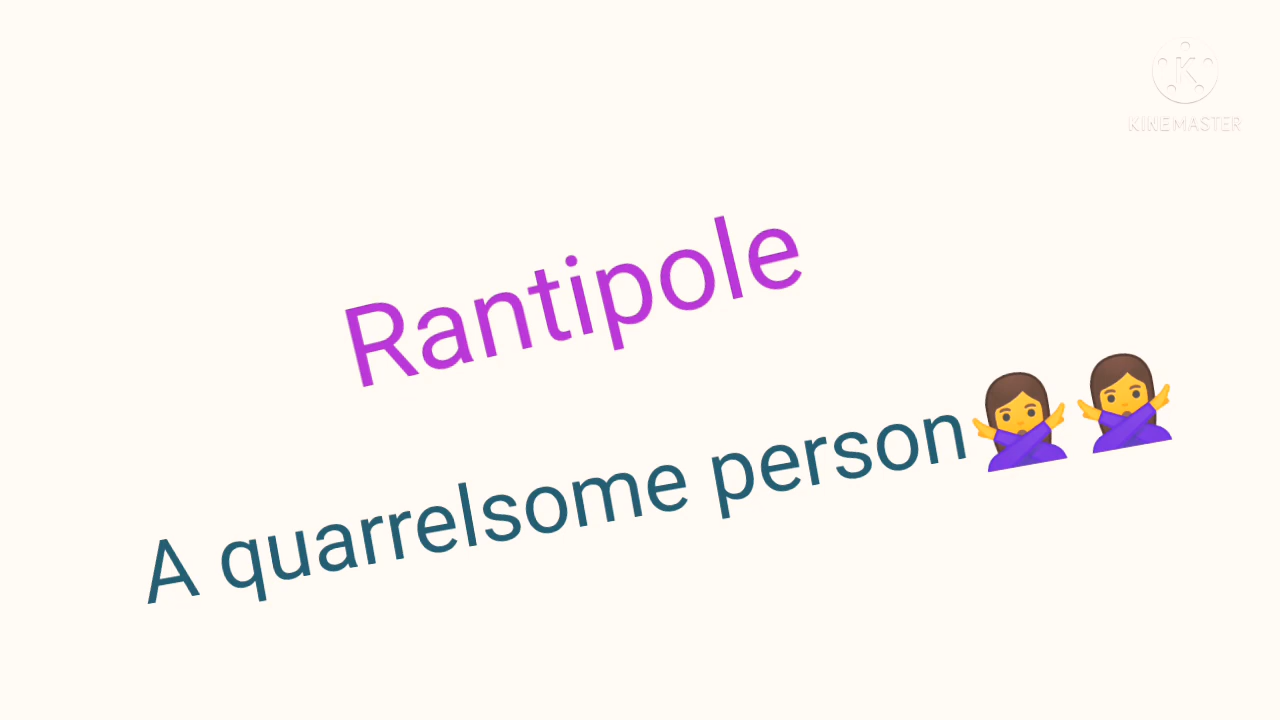 KINEMASTER
Rantipole
A quarrelsome person🙅‍♀️🙅‍♀️